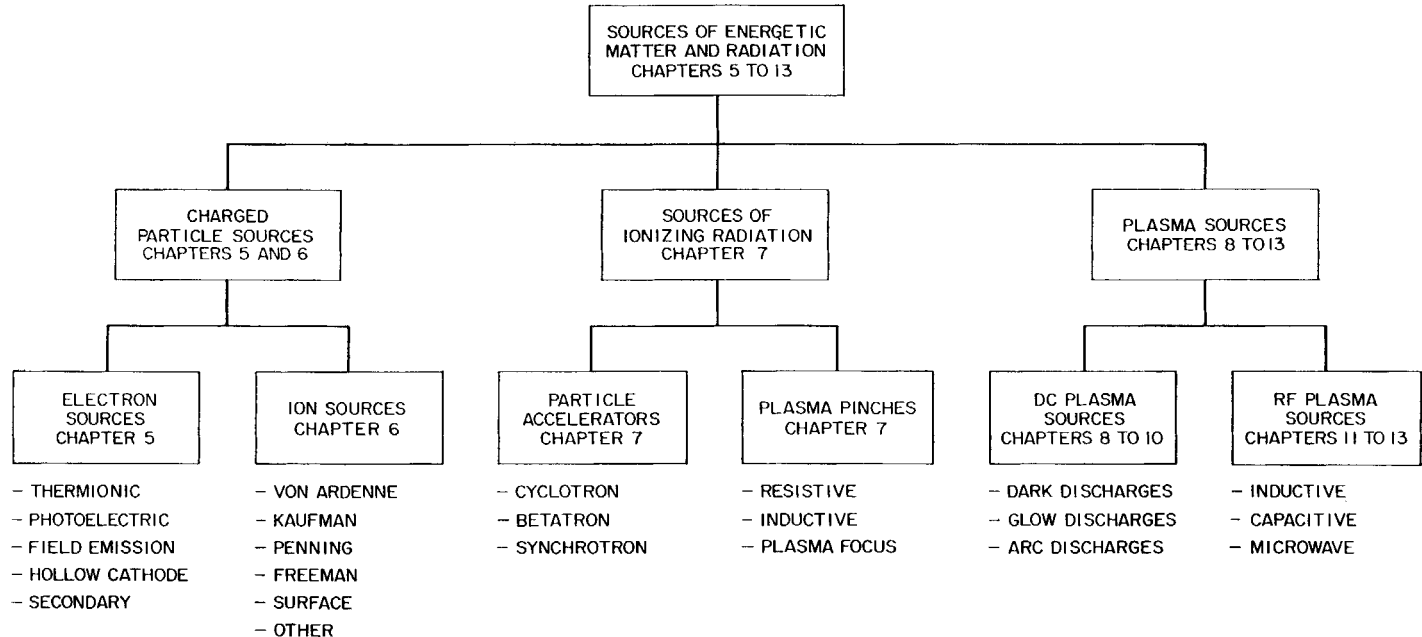 SOURCES OF ENERGETIC
MATTER AND RADIATION
CHAPTERS 5 TO 13
CHARGED
PARTICLE SOURCES
CHAPTERS 5 AND 6
SOURCES OF
IONIZING RADIATION
CHAPTER 7
PLASMA SOURCES
CHAPTERS 8 TO 13
ELECTRON
SOURCES
CHAPTER 5
ION SOURCES
CHAPTER 6
PARTICLE
ACCELERATORS
CHAPTER 7
PLASMA PINCHES
CHAPTER 7
DC PLASMA
SOURCES
CHAPTERS 8 TO 10
RF PLASMA
SOURCES
CHAPTERS 11 TO 13
– THERMIONIC
– PHOTOELECTRIC
– FIELD EMISSION
– HOLLOW CATHODE
– SECONDARY
– VON ARDENNE
– KAUFMAN
– PENNING
– FREEMAN
– SURFACE
– OTHER
– CYCLOTRON
– BETATRON
– SYNCHROTRON
– RESISTIVE
– INDUCTIVE
– PLASMA FOCUS
– DARK DISCHARGES
– GLOW DISCHARGES
– ARC DISCHARGES
– INDUCTIVE
– CAPACITIVE
– MICROWAVE